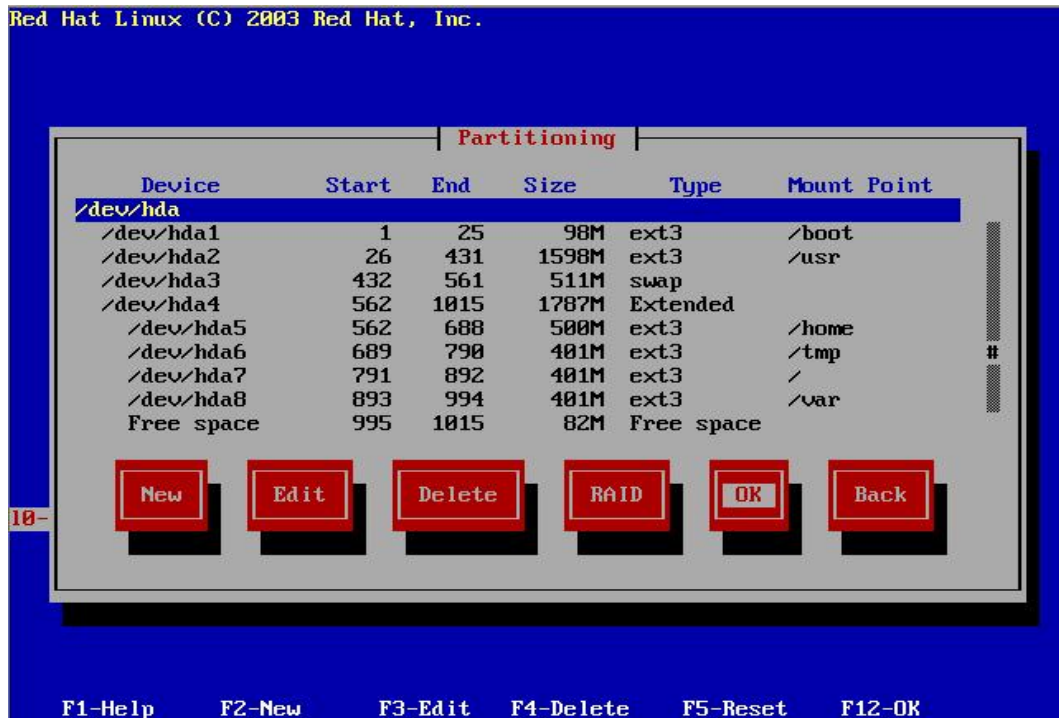 Red Hat Linux (C) 2003 Red Hat, Inc.
Partitioning
Device Start End Size Type Mount Point
/dev/hda
/dev/hda1 1 25 98M ext3 /boot
/dev/hda2 26 431 1598M ext3 /usr
/dev/hda3 432 561 511M swap
/dev/hda4 562 1015 1787M Extended
/dev/hda5 562 688 500M ext3 /home
/dev/hda6 689 790 401M ext3 /tmp #
/dev/hda7 791 892 401M ext3 /
/dev/hda8 893 994 401M ext3 /var
Free space 995 1015 82M Free space
New Edit Delete RAID OK Back
10-
F1-Help F2-New F3-Edit F4-Delete F5-Reset F12-OK